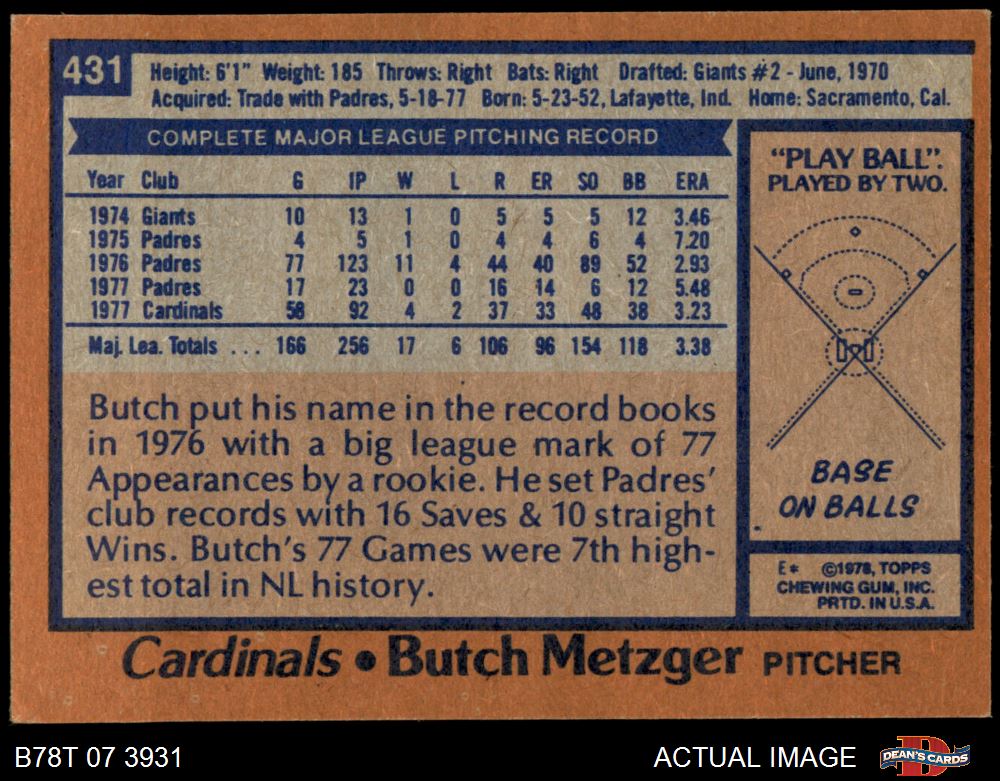 431
Height: 6'1" Weight: 185 Throws: Right Bats: Right Drafted: Giants #2 - June, 1970
Acquired: Trade with Padres, 5-18-77 Born: 5-23-52, Lafayette, Ind. Home: Sacramento, Cal.
COMPLETE MAJOR LEAGUE PITCHING RECORD
Year Club G IP W L R ER SO BB ERA
1974 Giants 10 13 1 0 5 5 5 12 3.46
1975 Padres 4 5 1 0 4 4 6 4 7.20
1976 Padres 77 123 11 4 44 40 89 52 2.93
1977 Padres 17 23 0 0 16 14 6 12 5.48
1977 Cardinals 58 92 4 2 37 33 48 38 3.23
Maj. Lea. Totals ... 166 256 17 6 106 96 154 118 3.38
Butch put his name in the record books
in 1976 with a big league mark of 77
Appearances by a rookie. He set Padres'
club records with 16 Saves & 10 straight
Wins. Butch's 77 Games were 7th high-
est total in NL history.
"PLAY BALL".
PLAYED BY TWO.
BASE
ON BALLS
E* ©1978, TOPPS
CHEWING GUM, INC.
PRTD. IN U.S.A.
Cardinals • Butch Metzger PITCHER
B78T 07 3931 ACTUAL IMAGE DEAN'S CARDS